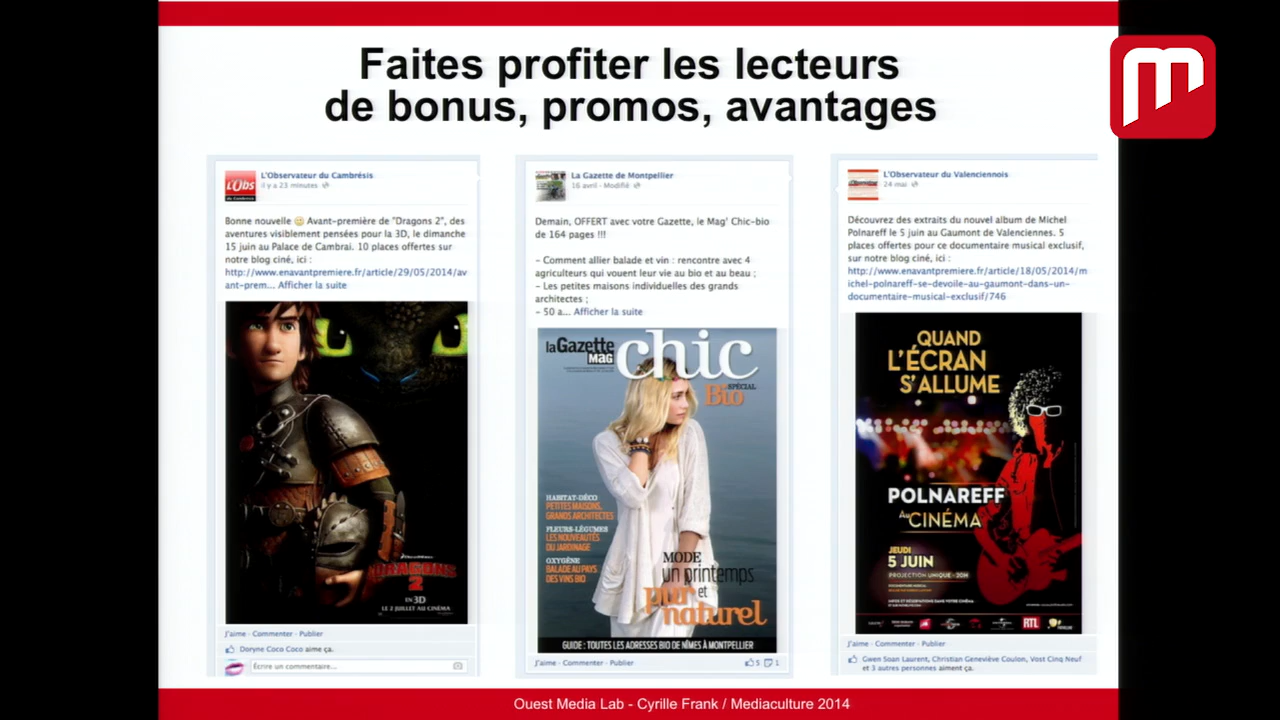 Faites profiter les lecteurs
de bonus, promos, avantages
L'Obs
L'Observateur du Cambrésis
il y a 23 minutes
Bonne nouvelle Avant-première de "Dragons 2", des
aventures visiblement pensées pour la 3D, le dimanche
15 juin au Palace de Cambrai. 10 places offertes sur
notre blog ciné, ici :
http://www.enavantpremiere.fr/article/29/05/2014/av
ant-prem... Afficher la suite
DRAGONS
2
EN 3D
LE 2 JUILLET AU CINÉMA
J'aime · Commenter · Publier
Doryne Coco Coco aime ça.
Écrire un commentaire...
La Gazette de Montpellier
16 avril · Modifié
Demain, OFFERT avec votre Gazette, le Mag' Chic-bio
de 164 pages !!!
- Comment allier balade et vin : rencontre avec 4
agriculteurs qui vouent leur vie au bio et au beau ;
- Les petites maisons individuelles des grands
architectes ;
- 50 a... Afficher la suite
la Gazette
MAG
chic
SPÉCIAL
Bio
HABITAT-DÉCO
PETITES MAISONS,
GRANDS ARCHITECTES
FLEURS-LÉGUMES
LES NOUVEAUTÉS
DU JARDINAGE
OXYGÈNE
BALADE AU PAYS
DES VINS BIO
MODE
un printemps
et
pur
naturel
GUIDE : TOUTES LES ADRESSES BIO DE NÎMES À MONTPELLIER
J'aime · Commenter · Publier
5 1
L'Observateur du Valenciennois
24 mai
Découvrez des extraits du nouvel album de Michel
Polnareff le 5 juin au Gaumont de Valenciennes. 5
places offertes pour ce documentaire musical exclusif,
sur notre blog ciné, ici :
http://www.enavantpremiere.fr/article/18/05/2014/m
ichel-polnareff-se-devoile-au-gaumont-dans-un-
documentaire-musical-exclusif/746
QUAND
L'ÉCRAN
S'ALLUME
POLNAREFF
Au CINÉMA
JEUDI
5 JUIN
PROJECTION UNIQUE - 20H
RTL
J'aime · Commenter · Publier
Gwen Soan Laurent, Christian Geneviève Coulon, Vost Cinq Neuf
et 3 autres personnes aiment ça.
Ouest Media Lab - Cyrille Frank / Mediaculture 2014